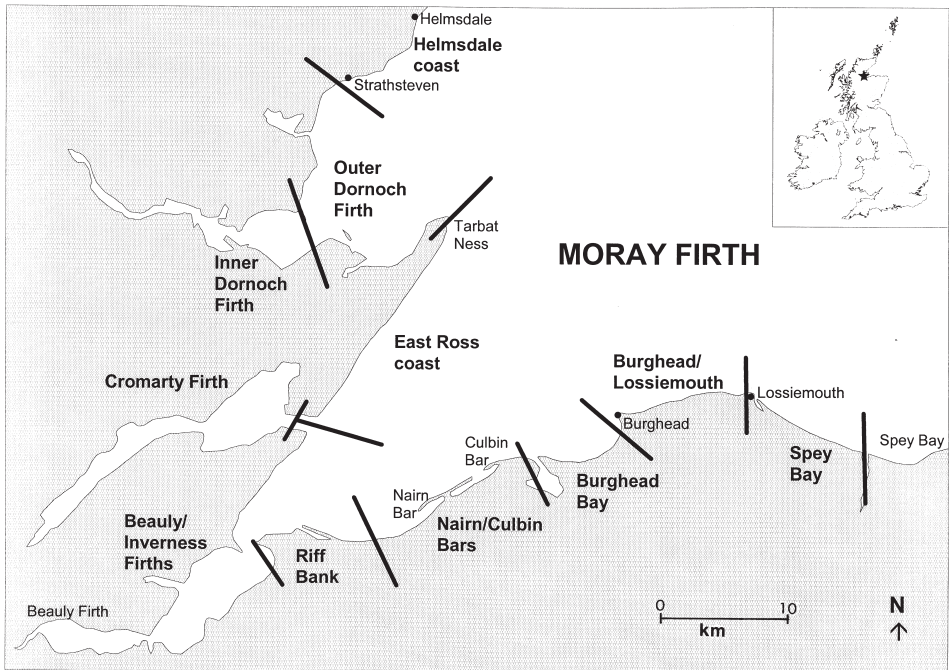 Helmsdale
Helmsdale
coast
Strathsteven
Outer
Dornoch
Firth
Tarbat
Ness
MORAY FIRTH
Inner
Dornoch
Firth
East Ross
coast
Cromarty Firth
Burghead/
Lossiemouth
Lossiemouth
Burghead
Spey Bay
Culbin
Bar
Spey
Bay
Burghead
Bay
Nairn
Bar
Nairn/Culbin
Bars
Beauly/
Inverness
Firths
Riff
Bank
Beauly Firth
0 10
km
N